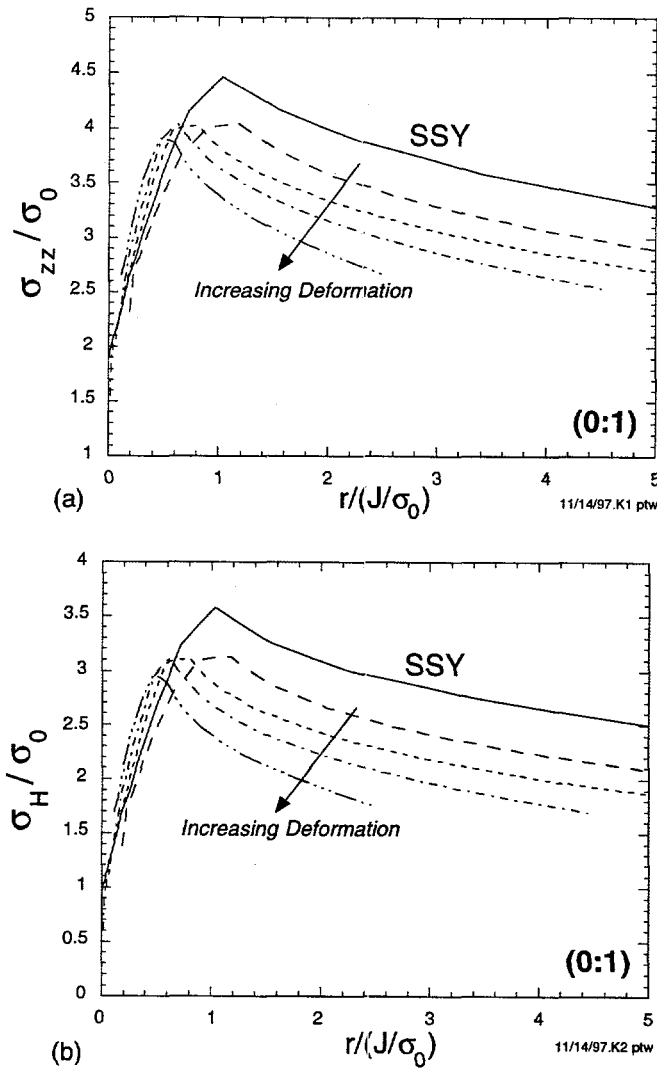 5
4.5
4
3.5
3
2.5
2
1.5
1
σzz/σ0
SSY
Increasing Deformation
(0:1)
0 1 2 3 4 5
(a)
r/(J/σ0)
11/14/97.K1 ptw
4
3.5
3
2.5
2
1.5
1
0.5
0
σH/σ0
SSY
Increasing Deformation
(0:1)
0 1 2 3 4 5
(b)
r/(J/σ0)
11/14/97.K2 ptw